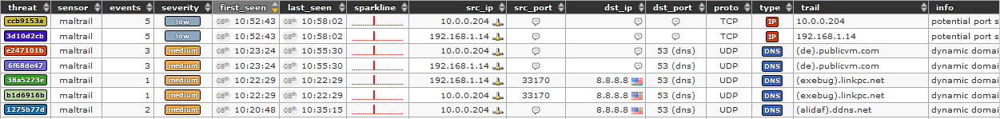 threat sensor events severity first_seen last_seen sparkline src_ip src_port dst_ip dst_port proto type trail info
ccb9153a maltrail 5 low 08th 10:52:43 08th 10:58:02 10.0.0.204 TCP IP 10.0.0.204 potential port s
3d10d2cb maltrail 5 low 08th 10:52:43 08th 10:58:02 192.168.1.14 TCP IP 192.168.1.14 potential port s
e247101b maltrail 3 medium 08th 10:23:24 08th 10:55:30 10.0.0.204 53 (dns) UDP DNS (de).publicvm.com dynamic domai
6f68de47 maltrail 3 medium 08th 10:23:24 08th 10:55:30 192.168.1.14 53 (dns) UDP DNS (de).publicvm.com dynamic domai
38a5273e maltrail 1 medium 08th 10:22:29 08th 10:22:29 192.168.1.14 33170 8.8.8.8 53 (dns) UDP DNS (exebug).linkpc.net dynamic domai
b1d6916b maltrail 1 medium 08th 10:22:29 08th 10:22:29 10.0.0.204 33170 8.8.8.8 53 (dns) UDP DNS (exebug).linkpc.net dynamic domai
1275b77d maltrail 2 medium 08th 10:20:48 08th 10:35:15 10.0.0.204 8.8.8.8 53 (dns) UDP DNS (alidaf).ddns.net dynamic domai